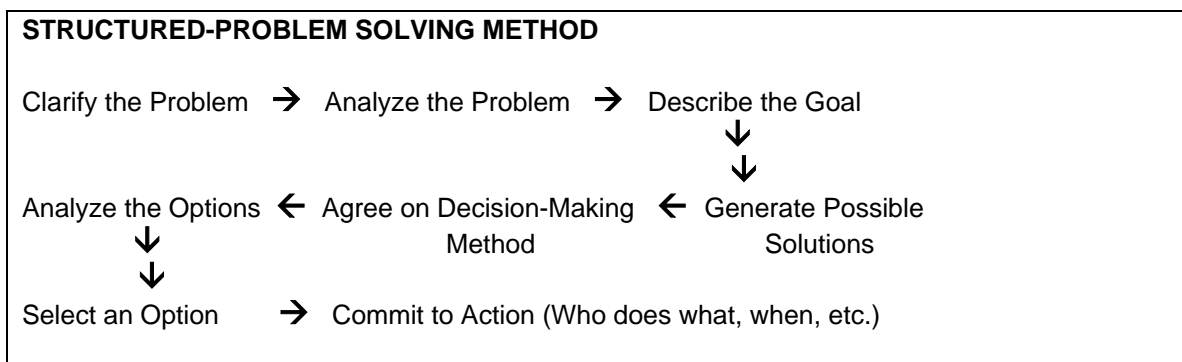 STRUCTURED-PROBLEM SOLVING METHOD
Clarify the Problem → Analyze the Problem → Describe the Goal
↓
↓
Analyze the Options ← Agree on Decision-Making ← Generate Possible
↓ Method Solutions
↓
Select an Option → Commit to Action (Who does what, when, etc.)